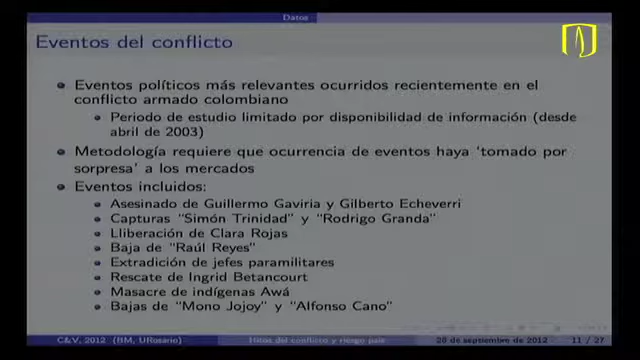 Datos
Eventos del conflicto
Eventos políticos más relevantes ocurridos recientemente en el
conflicto armado colombiano
Periodo de estudio limitado por disponibilidad de información (desde
abril de 2003)
Metodología requiere que ocurrencia de eventos haya 'tomado por
sorpresa' a los mercados
Eventos incluidos:
Asesinado de Guillermo Gaviria y Gilberto Echeverri
Capturas "Simón Trinidad" y "Rodrigo Granda"
Lliberación de Clara Rojas
Baja de "Raúl Reyes"
Extradición de jefes paramilitares
Rescate de Ingrid Betancourt
Masacre de indígenas Awá
Bajas de "Mono Jojoy" y "Alfonso Cano"
C&V, 2012 (BM, URosario) Hitos del conflicto y riesgo país 20 de septiembre de 2012 11 / 27